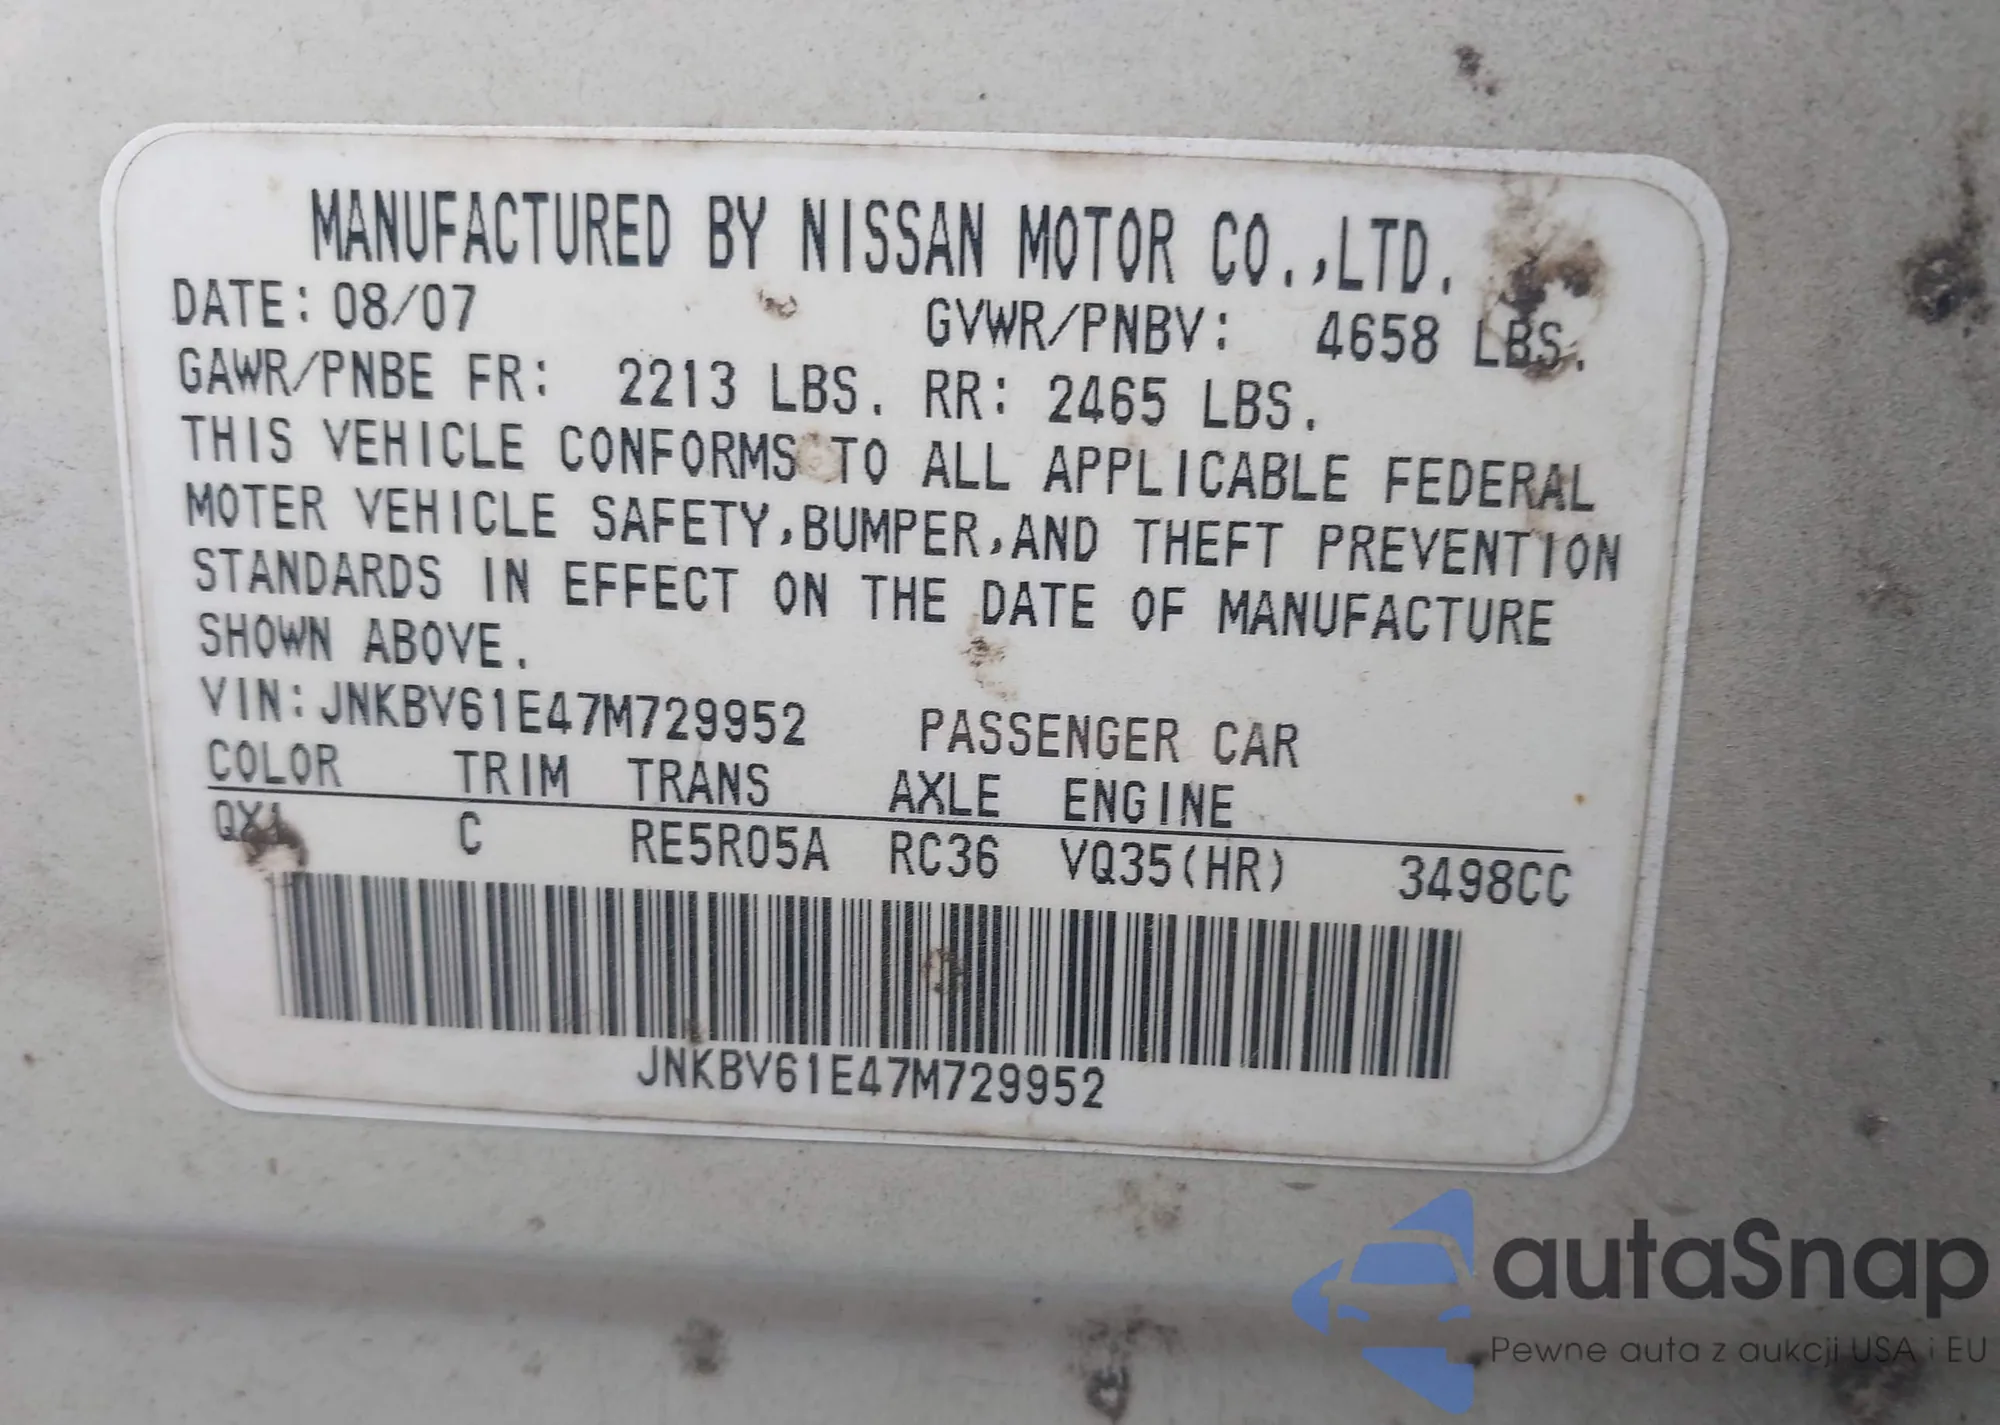 MANUFACTURED BY NISSAN MOTOR CO.,LTD.
DATE: 08/07 GVWR/PNBV: 4658 LBS.
GAWR/PNBE FR: 2213 LBS. RR: 2465 LBS.
THIS VEHICLE CONFORMS TO ALL APPLICABLE FEDERAL
MOTER VEHICLE SAFETY,BUMPER,AND THEFT PREVENTION
STANDARDS IN EFFECT ON THE DATE OF MANUFACTURE
SHOWN ABOVE.
VIN:JNKBV61E47M729952 PASSENGER CAR
COLOR TRIM TRANS AXLE ENGINE
QX1 C RE5R05A RC36 VQ35(HR) 3498CC
JNKBV61E47M729952
autaSnap
Pewne auta z aukcji USA i EU